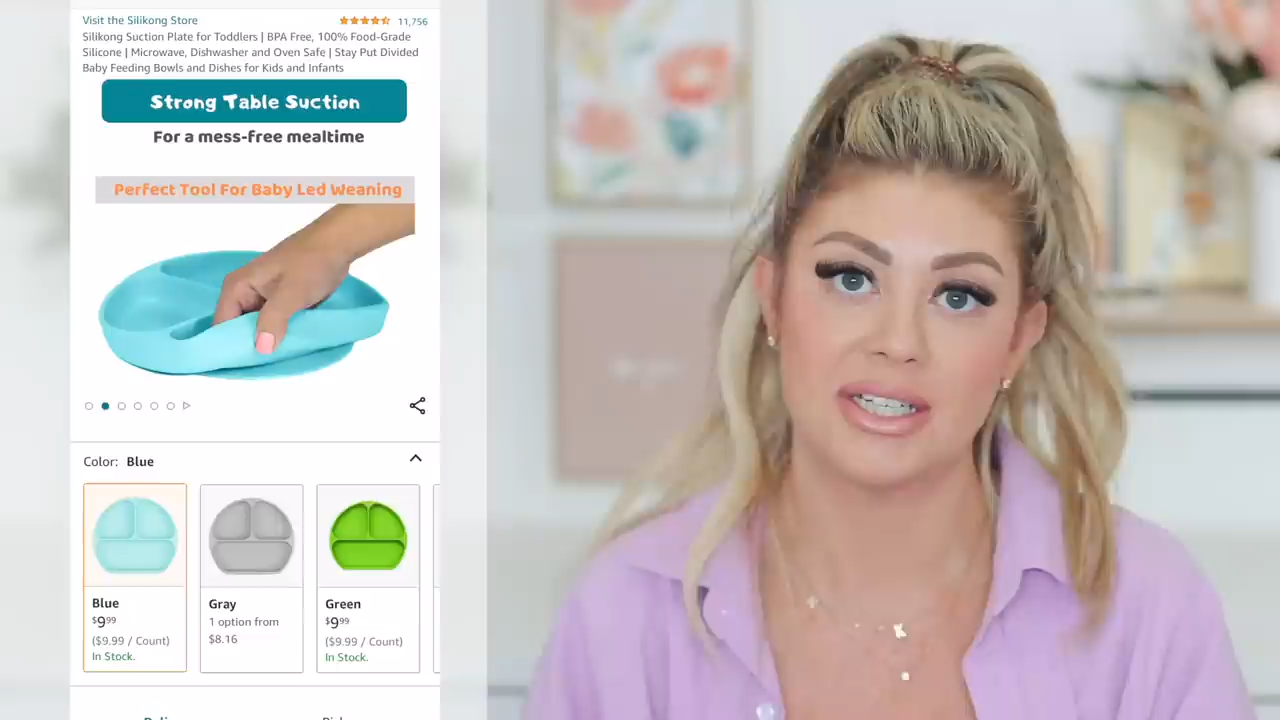 Visit the Silikong Store 11,756
Silikong Suction Plate for Toddlers | BPA Free, 100% Food-Grade
Silicone | Microwave, Dishwasher and Oven Safe | Stay Put Divided
Baby Feeding Bowls and Dishes for Kids and Infants
Strong Table Suction
For a mess-free mealtime
Perfect Tool For Baby Led Weaning
Color: Blue
Blue
$9.99
($9.99 / Count)
In Stock.
Gray
1 option from
$8.16
Green
$9.99
($9.99 / Count)
In Stock.